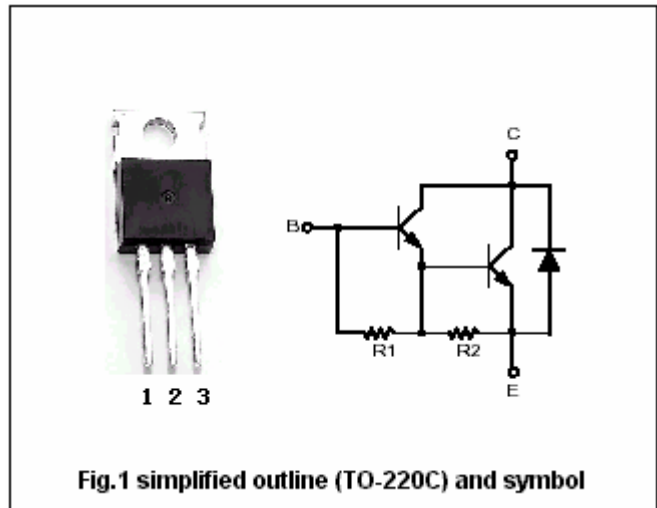 C
B
R1 R2
E
1 2 3
Fig.1 simplified outline (TO-220C) and symbol